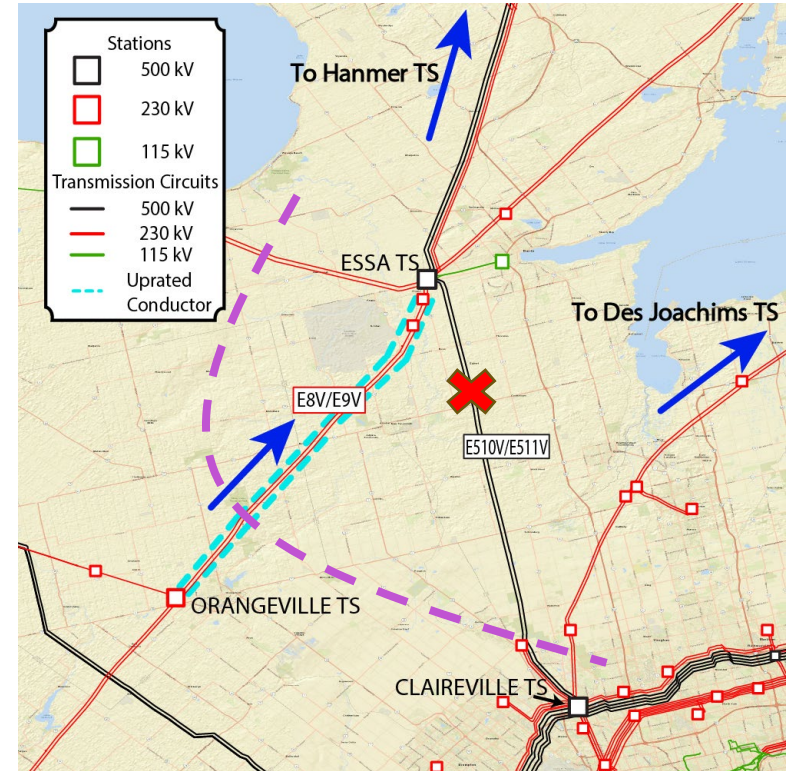 Stations
500 kV
230 kV
115 kV
Transmission Circuits
500 kV
230 kV
115 kV
Uprated
Conductor
To Hanmer TS
ESSA TS
To Des Joachims TS
E8V/E9V
E510V/E511V
ORANGEVILLE TS
CLAIREVILLE TS